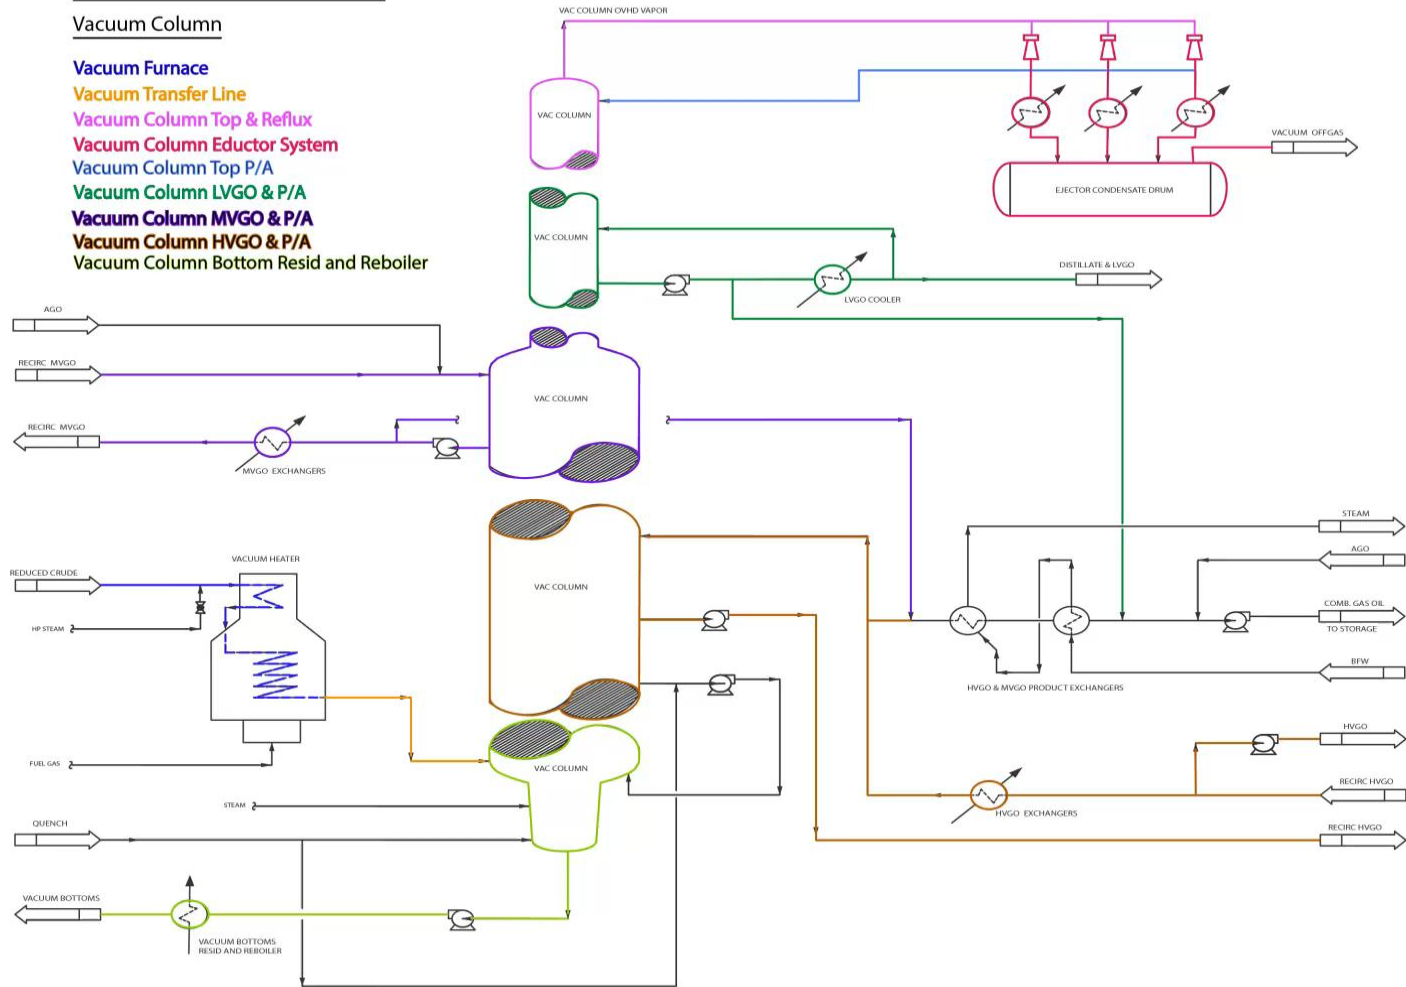 Vacuum Column
Vacuum Furnace
Vacuum Transfer Line
Vacuum Column Top & Reflux
Vacuum Column Eductor System
Vacuum Column Top P/A
Vacuum Column LVGO & P/A
Vacuum Column MVGO & P/A
Vacuum Column HVGO & P/A
Vacuum Column Bottom Resid and Reboiler
VAC COLUMN OVHD VAPOR
VAC COLUMN
VACUUM OFFGAS
EJECTOR CONDENSATE DRUM
VAC COLUMN
DISTILLATE & LVGO
LVGO COOLER
AGO
RECIRC MVGO
VAC COLUMN
RECIRC MVGO
MVGO EXCHANGERS
STEAM
AGO
VACUUM HEATER
REDUCED CRUDE
VAC COLUMN
COMB. GAS OIL
TO STORAGE
HP STEAM
BFW
HVGO & MVGO PRODUCT EXCHANGERS
HVGO
FUEL GAS
VAC COLUMN
RECIRC HVGO
STEAM
HVGO EXCHANGERS
QUENCH
RECIRC HVGO
VACUUM BOTTOMS
VACUUM BOTTOMS
RESID AND REBOILER